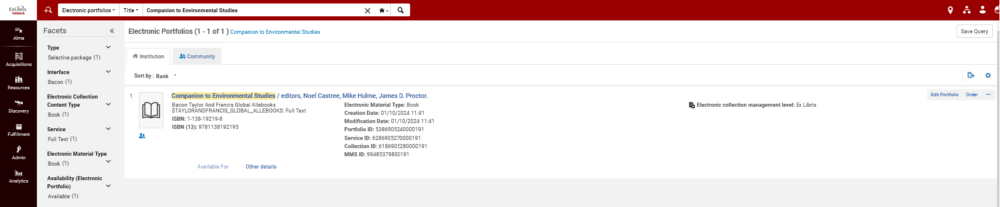 ExLibris
Network
Electronic portfolios
Title
Companion to Environmental Studies
Alma
Acquisitions
Resources
Discovery
Fulfillment
Admin
Analytics
Facets
Type
Selective package (1)
Interface
Bacon (1)
Electronic Collection
Content Type
Book (1)
Service
Full Text (1)
Electronic Material Type
Book (1)
Availability (Electronic
Portfolio)
Available (1)
Electronic Portfolios (1 - 1 of 1 ) Companion to Environmental Studies
Save Query
Institution
Community
Sort by : Rank
1
Companion to Environmental Studies / editors, Noel Castree, Mike Hulme, James D. Proctor.
Edit Portfolio
Order
Bacon Taylor And Francis Global Allebooks
$TAYLORANDFRANCIS_GLOBAL_ALLEBOOKS: Full Text
ISBN: 1-138-19219-8
ISBN (13): 9781138192195
Electronic Material Type: Book
Creation Date: 01/10/2024 11:41
Modification Date: 01/10/2024 11:41
Portfolio ID: 5386905240000191
Service ID: 6286905270000191
Collection ID: 6186905280000191
MMS ID: 99485379800191
Electronic collection management level: Ex Libris
Available For
Other details